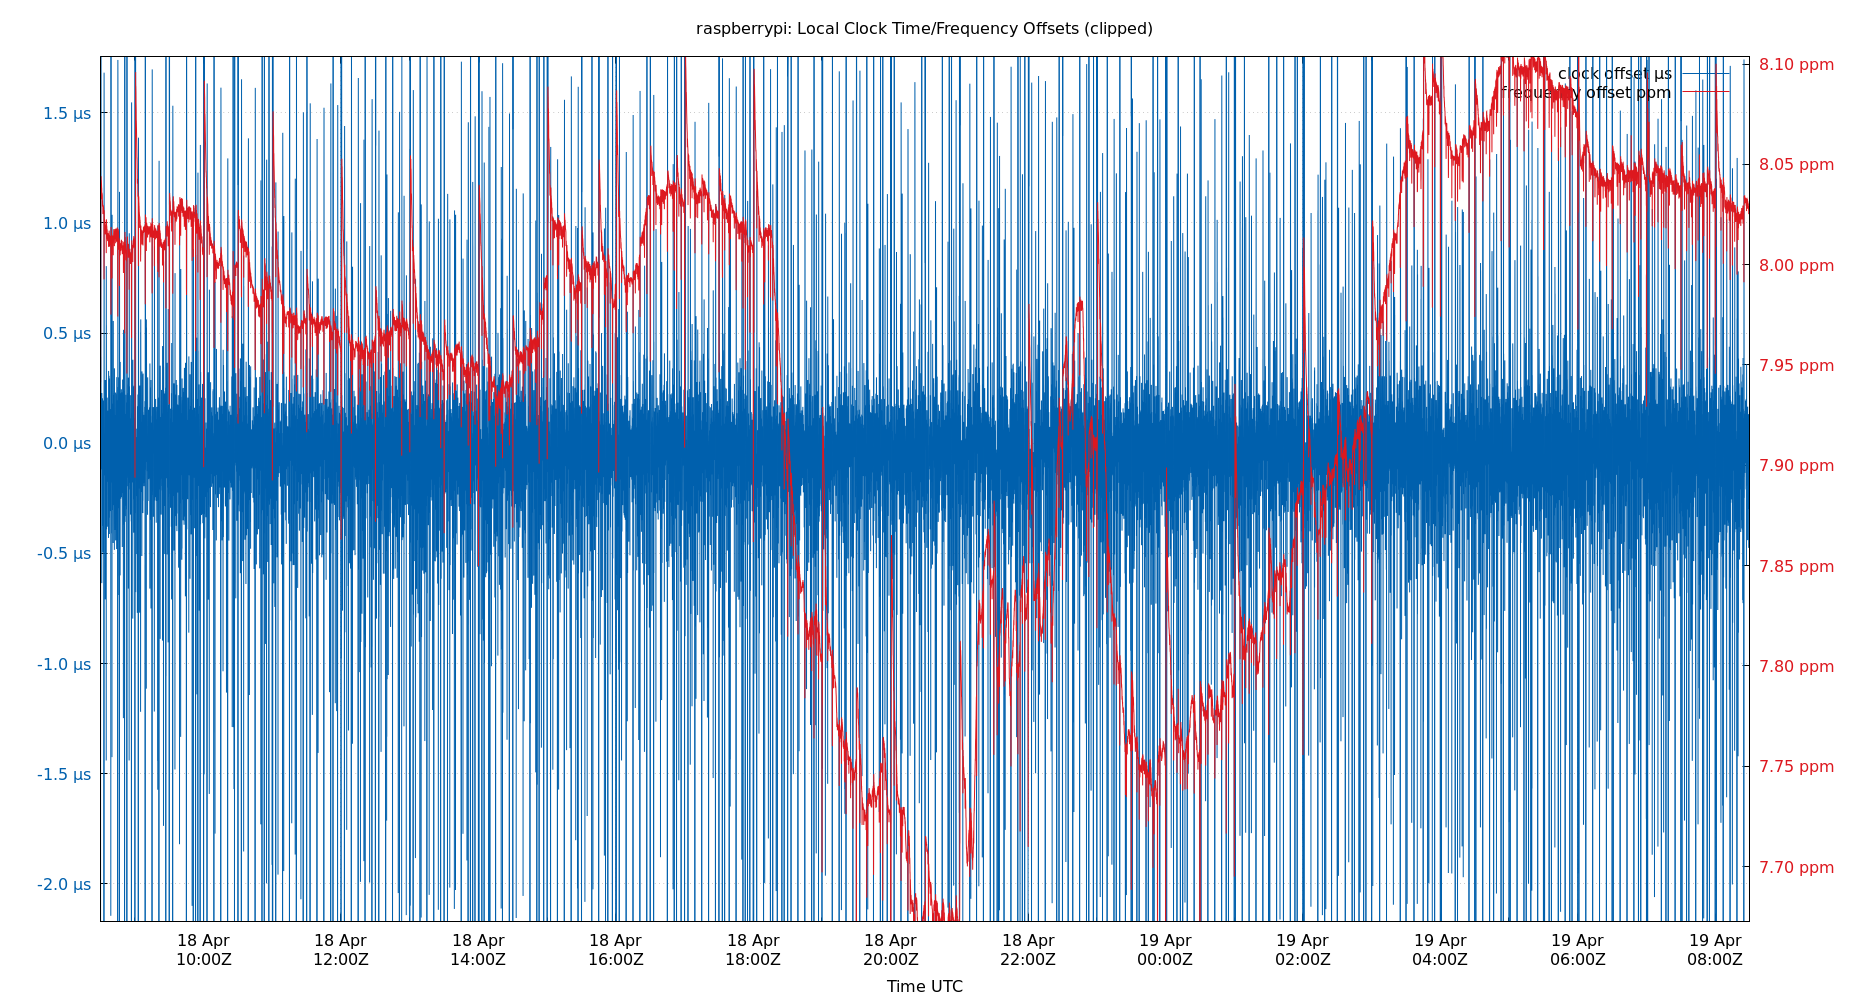 raspberrypi: Local Clock Time/Frequency Offsets (clipped)
clock offset µs
frequency offset ppm
1.5 µs
1.0 µs
0.5 µs
0.0 µs
-0.5 µs
-1.0 µs
-1.5 µs
-2.0 µs
8.10 ppm
8.05 ppm
8.00 ppm
7.95 ppm
7.90 ppm
7.85 ppm
7.80 ppm
7.75 ppm
7.70 ppm
18 Apr 18 Apr 18 Apr 18 Apr 18 Apr 18 Apr 18 Apr 19 Apr 19 Apr 19 Apr 19 Apr 19 Apr
10:00Z 12:00Z 14:00Z 16:00Z 18:00Z 20:00Z 22:00Z 00:00Z 02:00Z 04:00Z 06:00Z 08:00Z
Time UTC